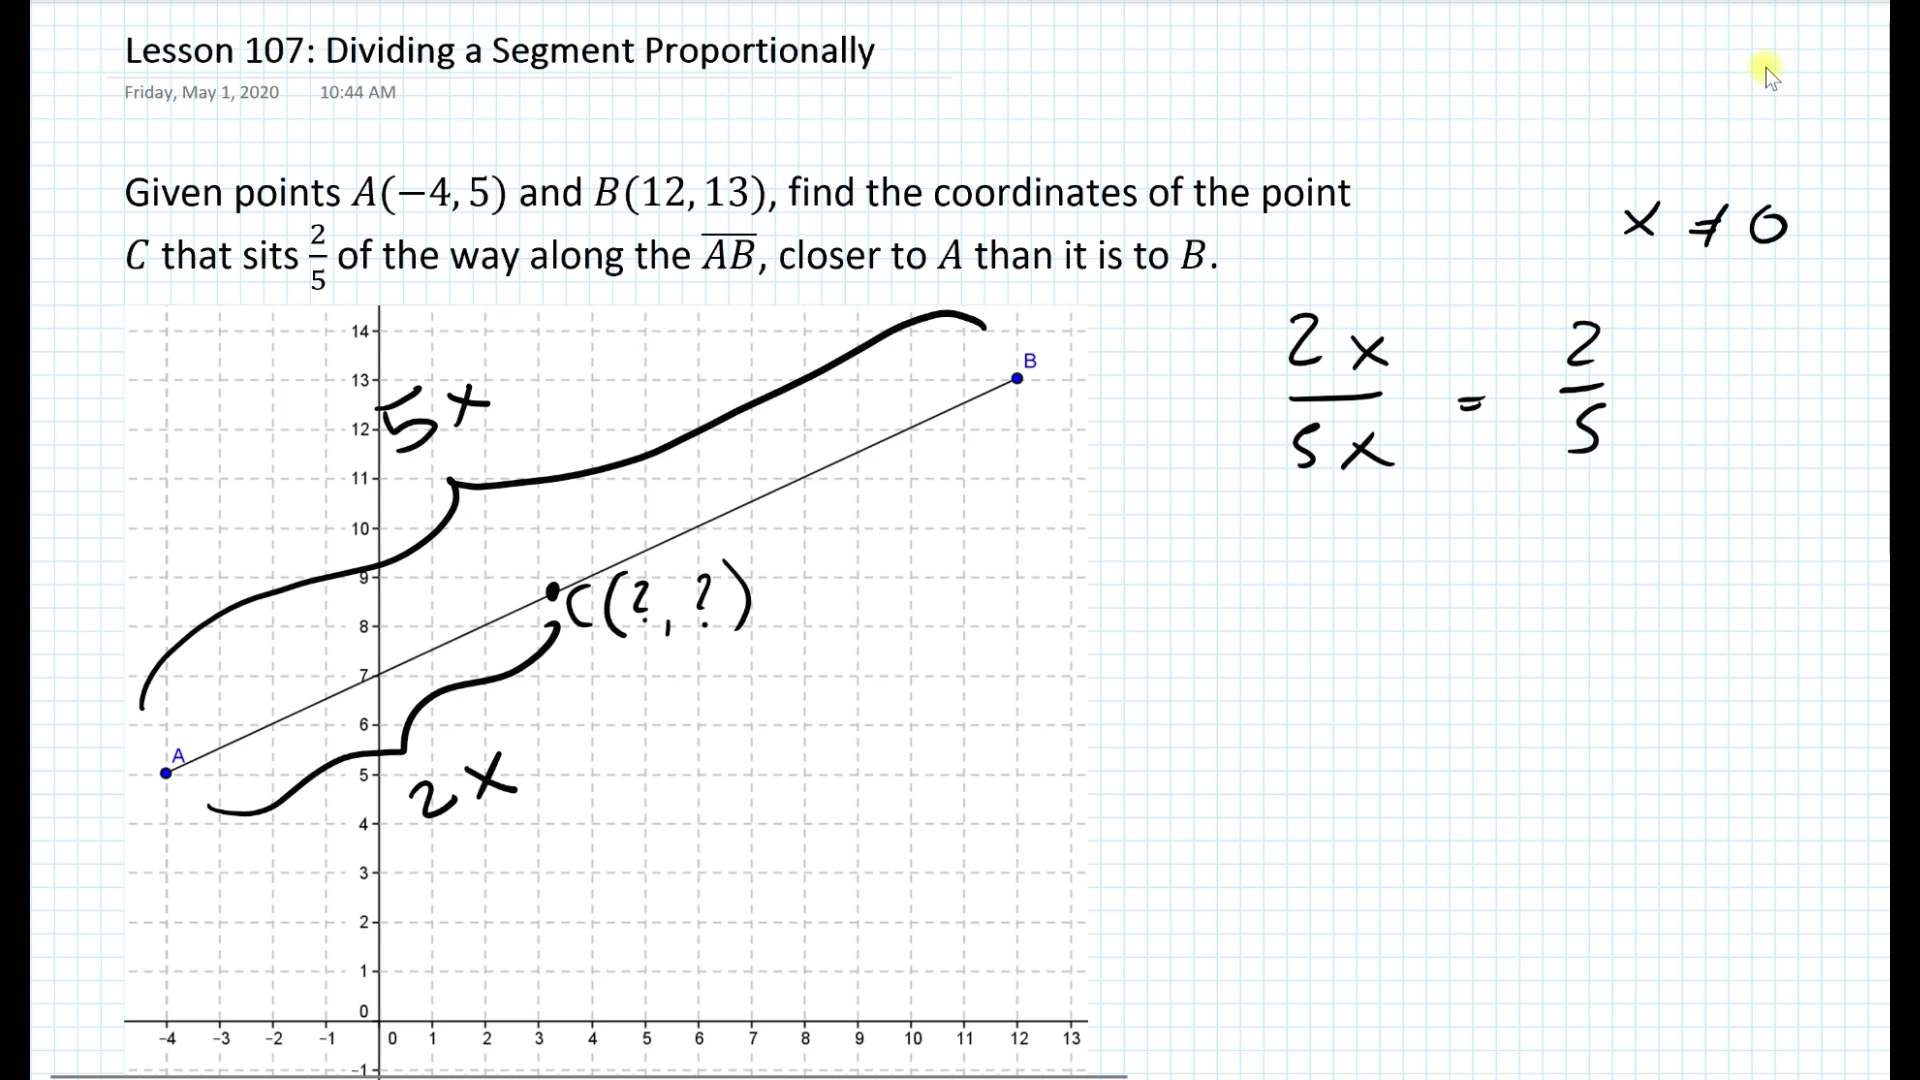 Lesson 107: Dividing a Segment Proportionally
Friday, May 1, 2020 10:44 AM
Given points A(−4, 5) and B(12, 13), find the coordinates of the point
C that sits 2/5 of the way along the AB, closer to A than it is to B.
x ≠ 0
2x/5x = 2/5
14
B
13
5x
12
11
10
9
C(?, ?)
8
7
6
A
5
2x
4
3
2
1
0
−4 −3 −2 −1 0 1 2 3 4 5 6 7 8 9 10 11 12 13
−1